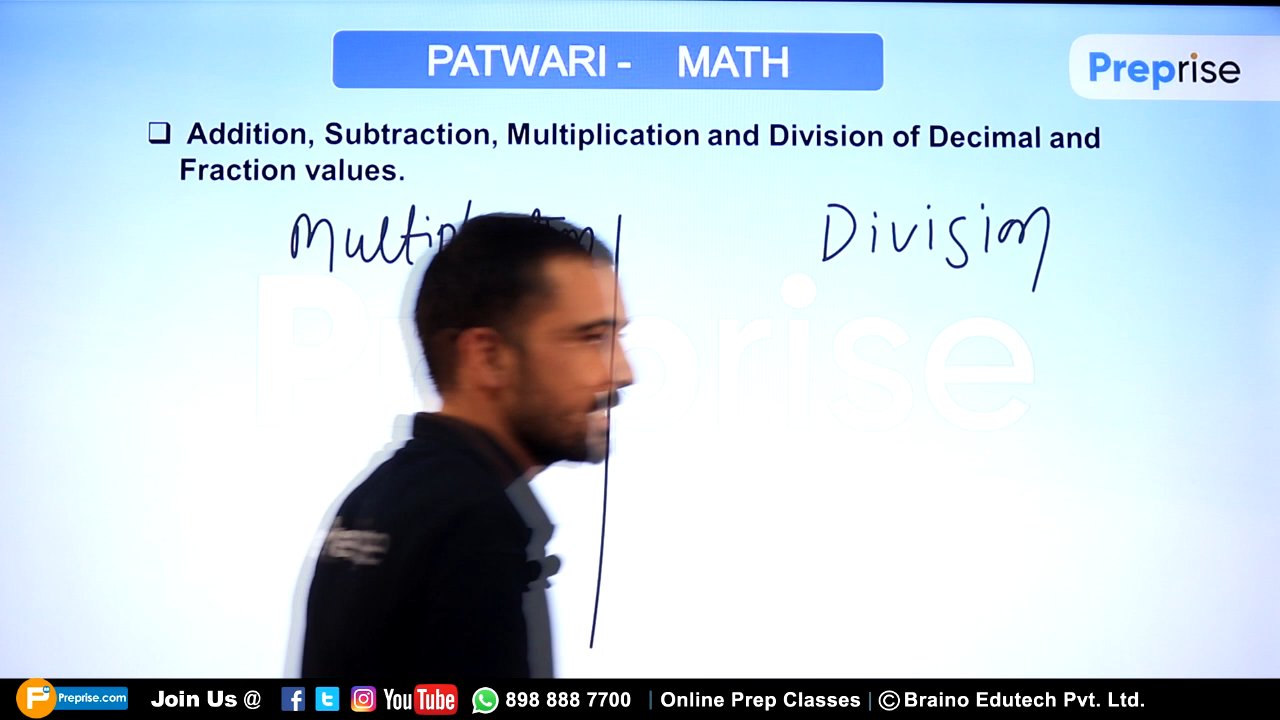 PATWARI - MATH
Preprise
❑ Addition, Subtraction, Multiplication and Division of Decimal and
Fraction values.
Division
Preprise.com Join Us @ You Tube 898 888 7700 | Online Prep Classes | © Braino Edutech Pvt. Ltd.